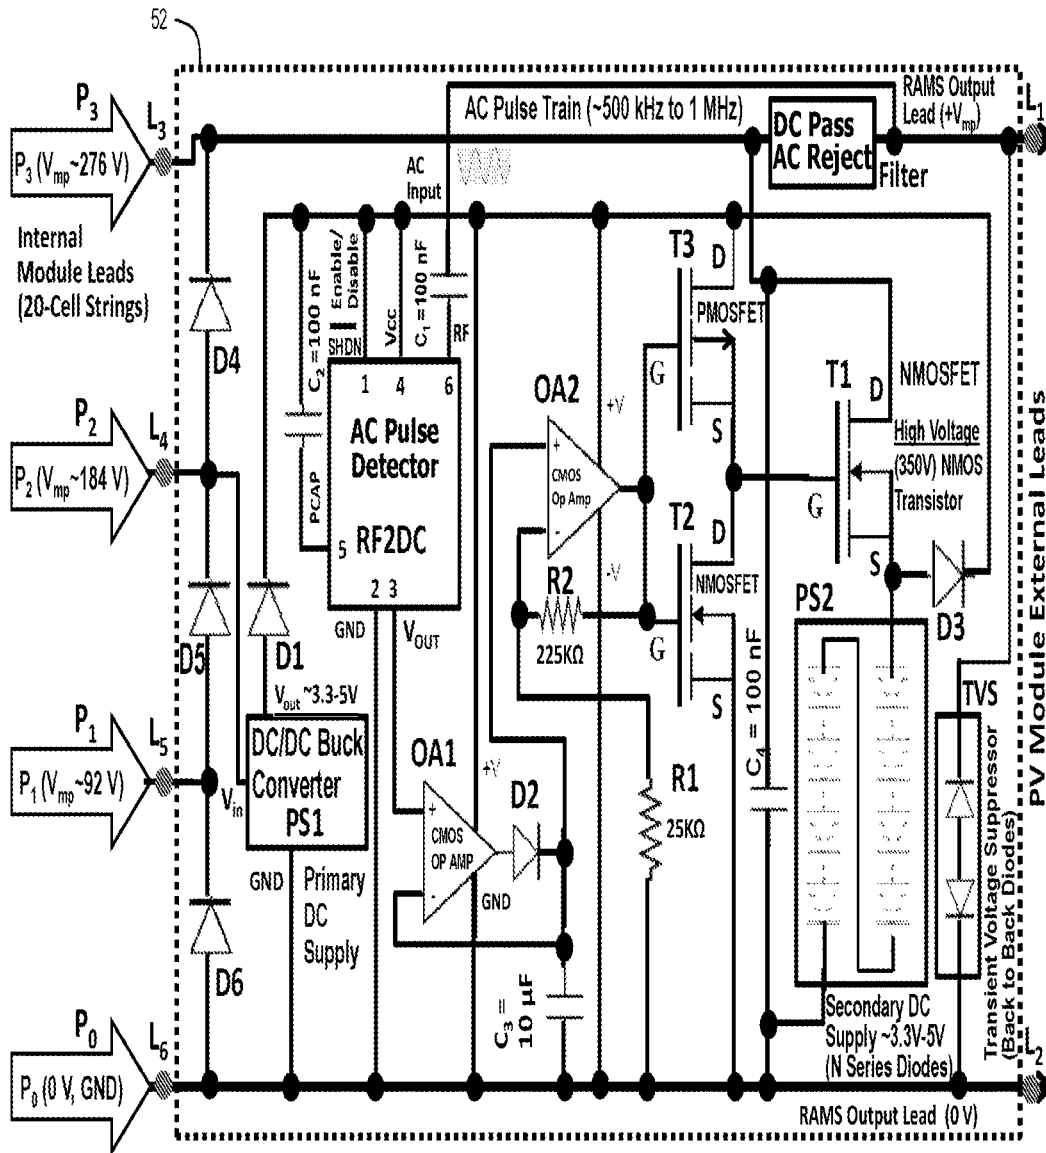 52
P3
P3 (Vmp~276 V)
L3
Internal
Module Leads
(20-Cell Strings)
AC Pulse Train (~500 kHz to 1 MHz)
RAMS Output
Lead (+Vmp)
L1
DC Pass
AC Reject
Filter
AC
Input
C2 =100 nF
Enable/
Disable
SHDN
Vcc
C1 =100 nF
RF
1
4
6
AC Pulse
Detector
RF2DC
PCAP
5
2
3
GND
VOUT
D4
P2
P2 (Vmp~184 V)
L4
D5
D1
Vout ~3.3-5V
DC/DC Buck
Converter
PS1
Vin
GND
Primary
DC
Supply
P1
P1 (Vmp~92 V)
L5
D6
P0
P0 (0 V, GND)
L6
OA1
+V
+
CMOS
OP AMP
-
GND
D2
C3 =
10 µF
OA2
+V
+
CMOS
Op Amp
-
-V
R2
225KΩ
R1
25KΩ
T3
D
PMOSFET
G
S
T2
D
NMOSFET
G
S
C4 = 100 nF
T1
D
NMOSFET
High Voltage
(350V) NMOS
Transistor
G
S
D3
PS2
Secondary DC
Supply ~3.3V-5V
(N Series Diodes)
TVS
Transient Voltage Suppressor
(Back to Back Diodes)
L2
RAMS Output Lead (0 V)
PV Module External Leads